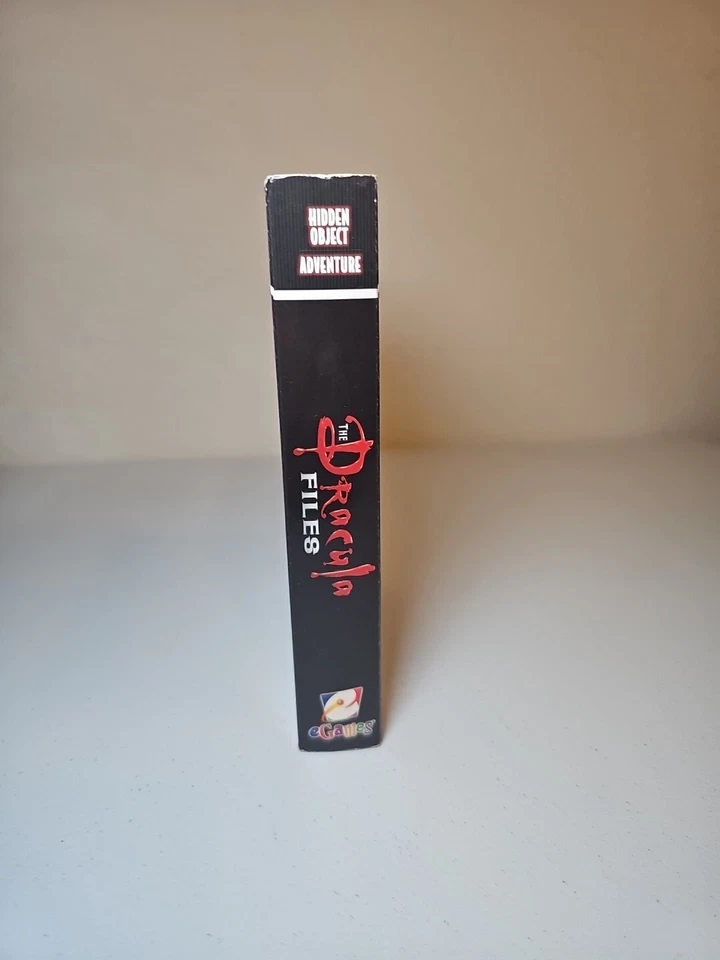 HIDDEN
OBJECT
ADVENTURE
THE
DRACULA
FILES
eGames